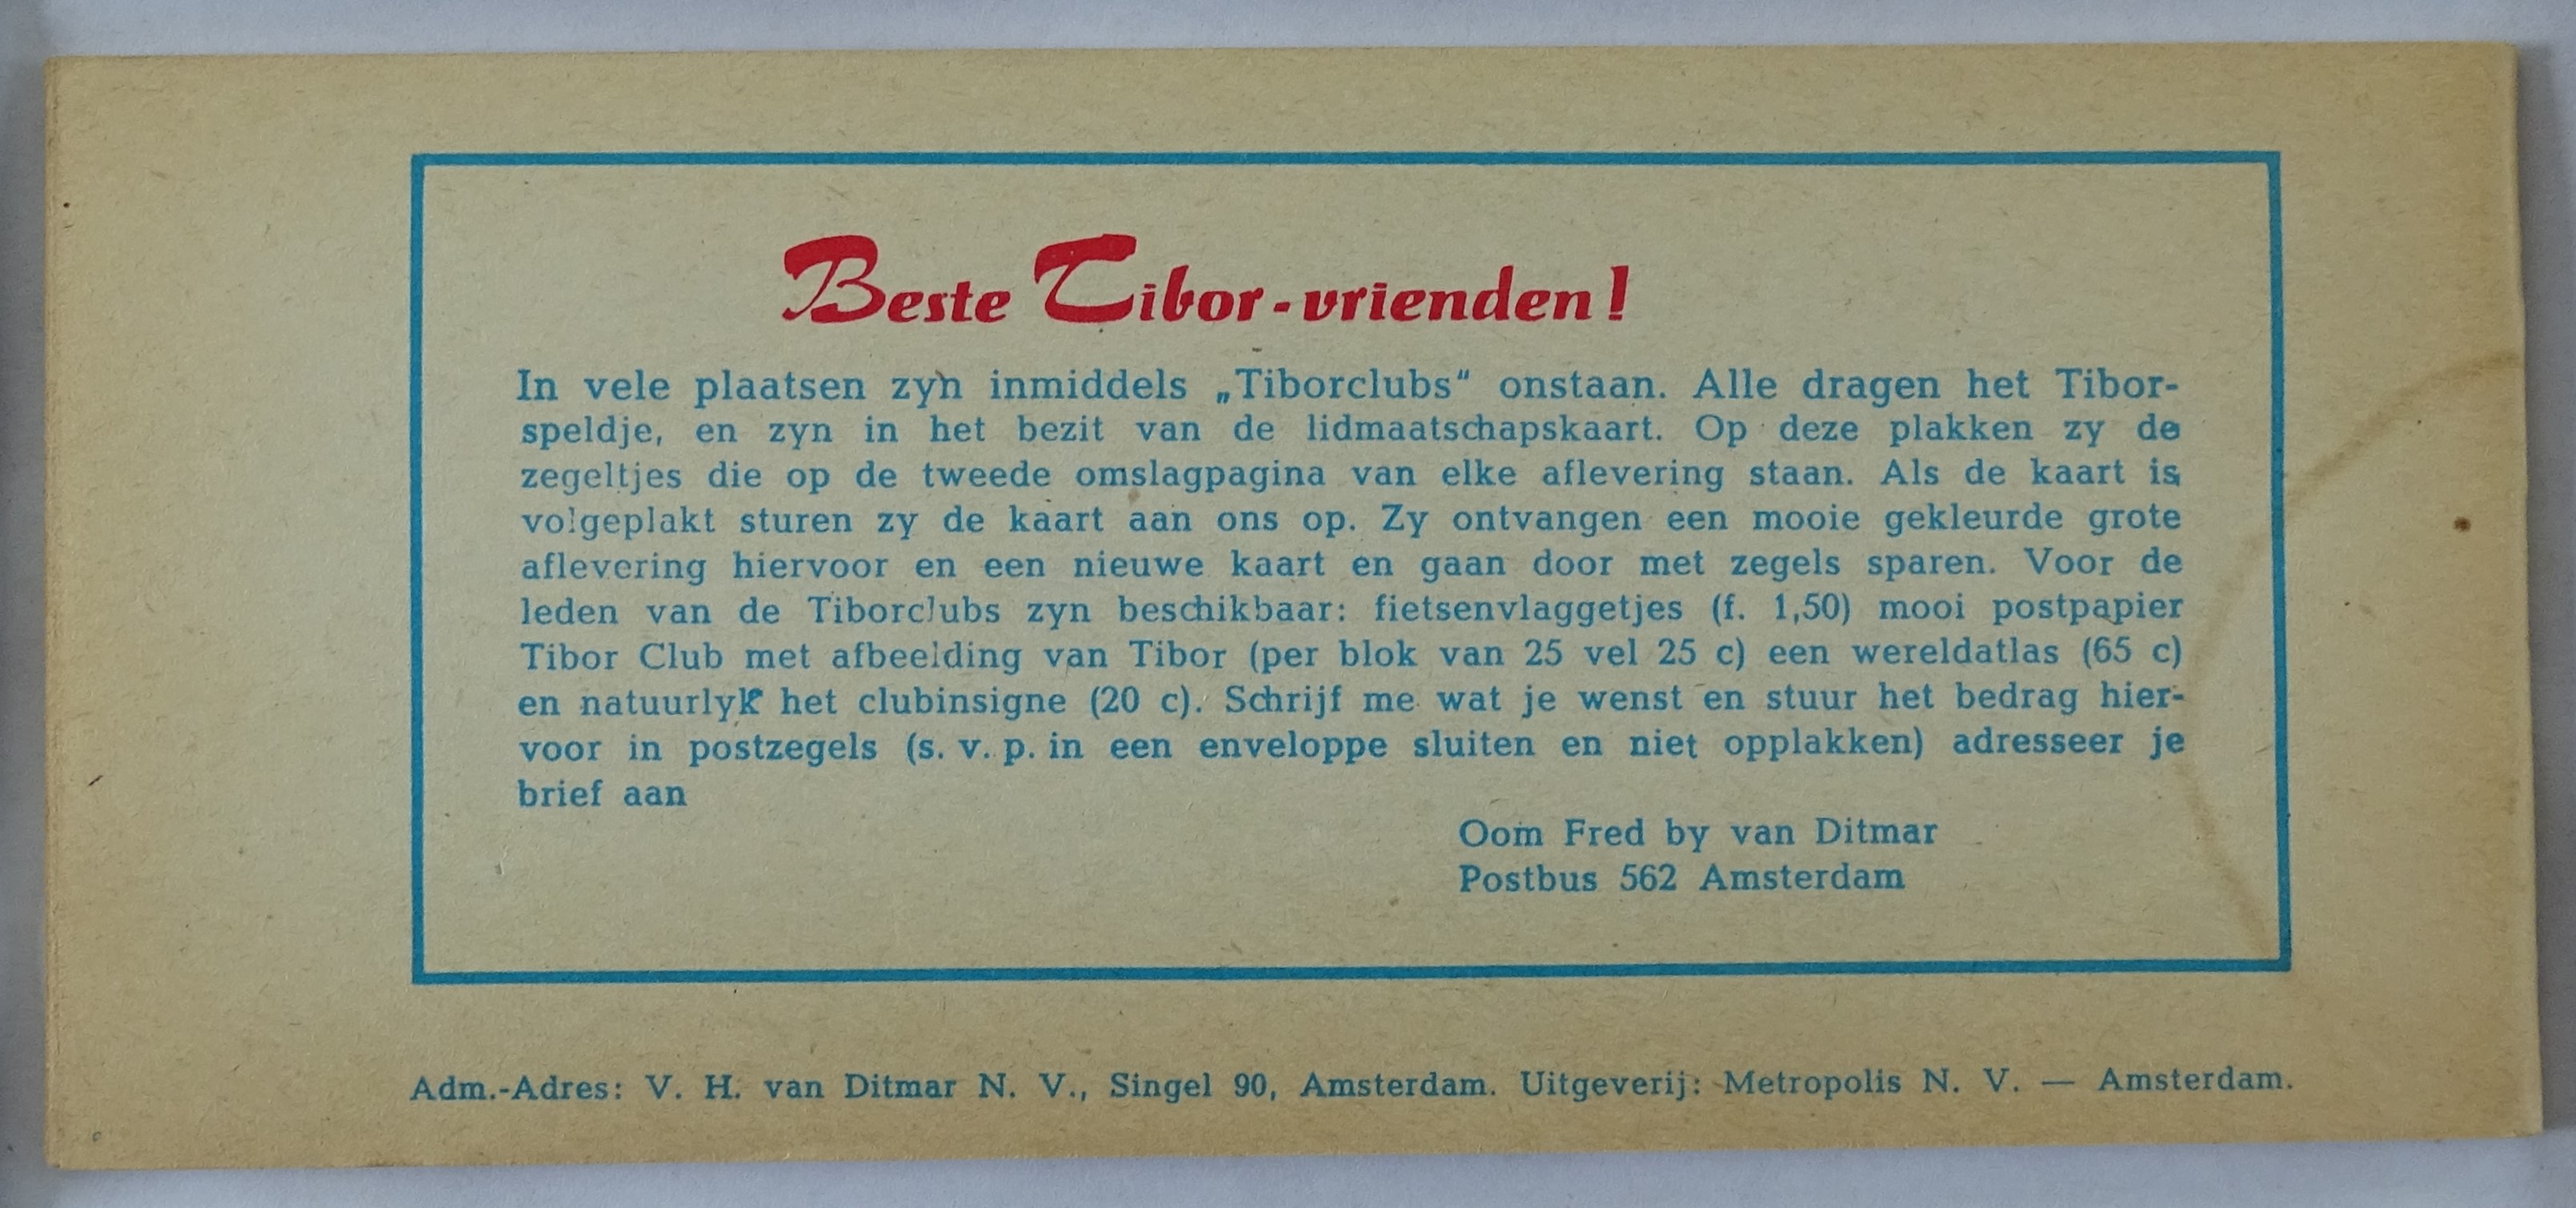 Beste Tibor-vrienden!
In vele plaatsen zyn inmiddels „Tiborclubs“ onstaan. Alle dragen het Tibor-
speldje, en zyn in het bezit van de lidmaatschapskaart. Op deze plakken zy de
zegeltjes die op de tweede omslagpagina van elke aflevering staan. Als de kaart is
volgeplakt sturen zy de kaart aan ons op. Zy ontvangen een mooie gekleurde grote
aflevering hiervoor en een nieuwe kaart en gaan door met zegels sparen. Voor de
leden van de Tiborclubs zyn beschikbaar: fietsenvlaggetjes (f. 1,50) mooi postpapier
Tibor Club met afbeelding van Tibor (per blok van 25 vel 25 c) een wereldatlas (65 c)
en natuurlyk het clubinsigne (20 c). Schrijf me wat je wenst en stuur het bedrag hier-
voor in postzegels (s. v. p. in een enveloppe sluiten en niet opplakken) adresseer je
brief aan
Oom Fred by van Ditmar
Postbus 562 Amsterdam
Adm.-Adres: V. H. van Ditmar N. V., Singel 90, Amsterdam. Uitgeverij: Metropolis N. V. — Amsterdam.